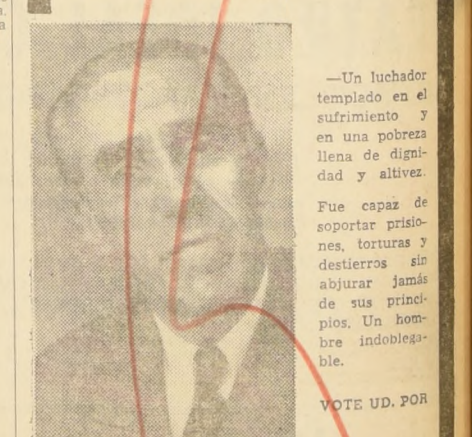 —Un luchador
templado en el
sufrimiento y
en una pobreza
llena de digni-
dad y altivez.
Fue capaz de
soportar prisio-
nes, torturas y
destierros sin
abjurar jamás
de sus princi-
pios. Un hom-
bre indoblega-
ble.
VOTE UD. POR